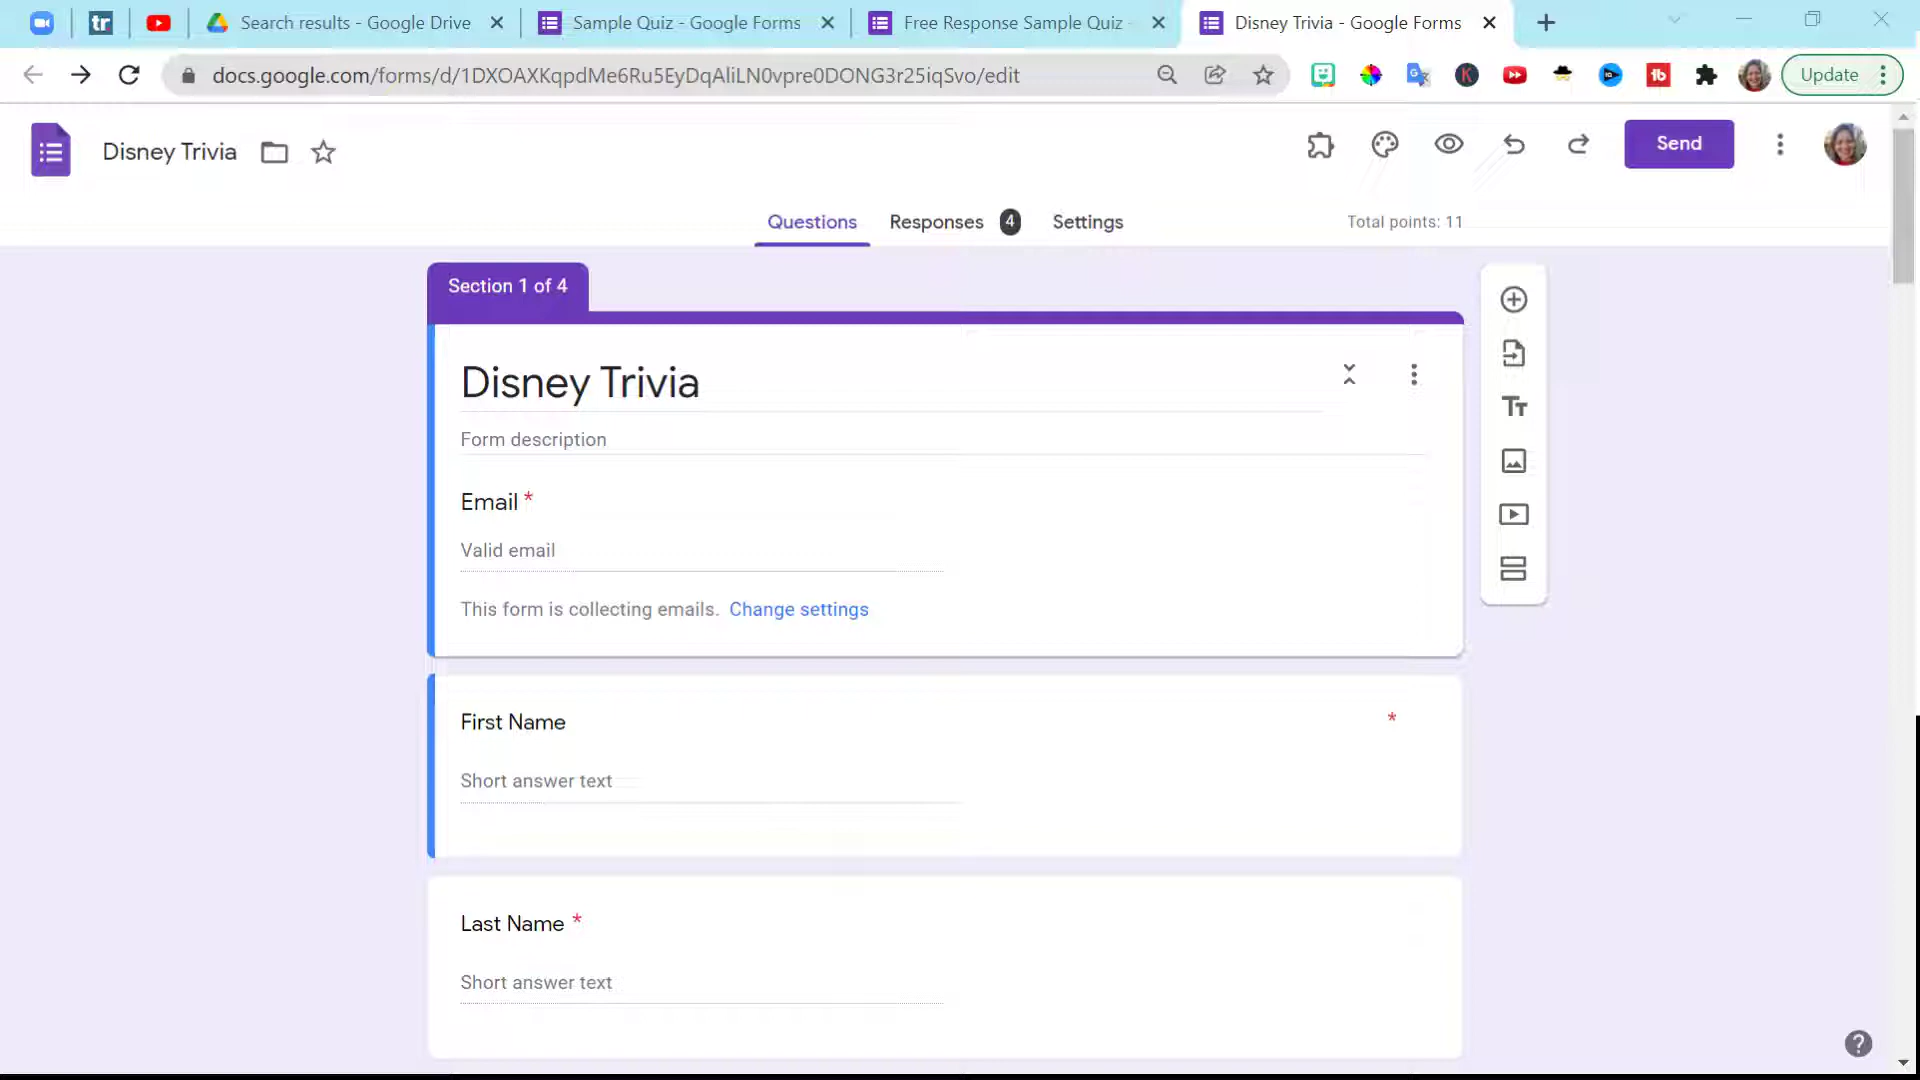 tr
Search results - Google Drive
Sample Quiz - Google Forms
Free Response Sample Quiz -
Disney Trivia - Google Forms
docs.google.com/forms/d/1DXOAXKqpdMe6Ru5EyDqAliLN0vpre0DONG3r25iqSvo/edit
K
tb
Update
Disney Trivia
Send
Questions
Responses 4
Settings
Total points: 11
Section 1 of 4
Disney Trivia
Form description
Email *
Valid email
This form is collecting emails. Change settings
First Name *
Short answer text
Last Name *
Short answer text
Tт
?